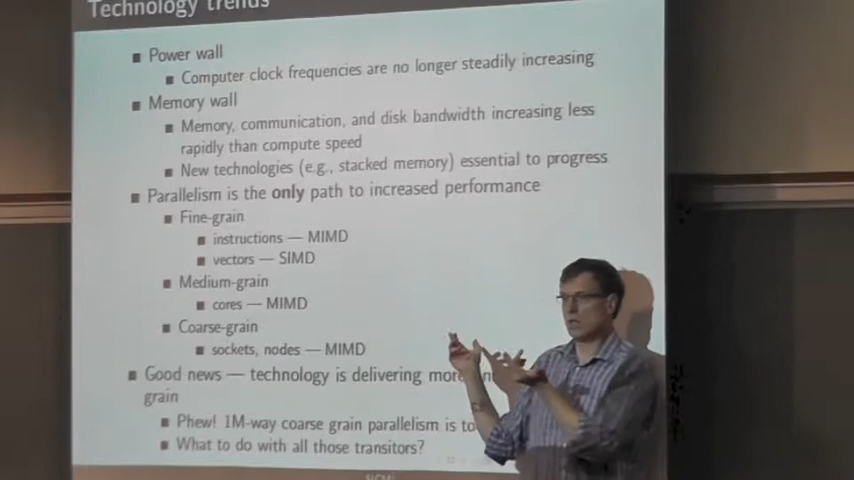 Technology trends
Power wall
Computer clock frequencies are no longer steadily increasing
Memory wall
Memory, communication, and disk bandwidth increasing less
rapidly than compute speed
New technologies (e.g., stacked memory) essential to progress
Parallelism is the only path to increased performance
Fine-grain
instructions — MIMD
vectors — SIMD
Medium-grain
cores — MIMD
Coarse-grain
sockets, nodes — MIMD
Good news — technology is delivering more
grain
Phew! 1M-way coarse grain parallelism is to
What to do with all those transitors?